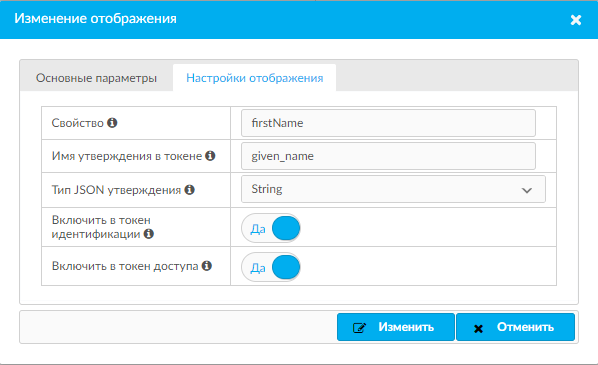 Изменение отображения
Основные параметры
Настройки отображения
Свойство
firstName
Имя утверждения в токене
given_name
Тип JSON утверждения
String
Включить в токен
идентификации
Да
Включить в токен доступа
Да
Изменить
Отменить